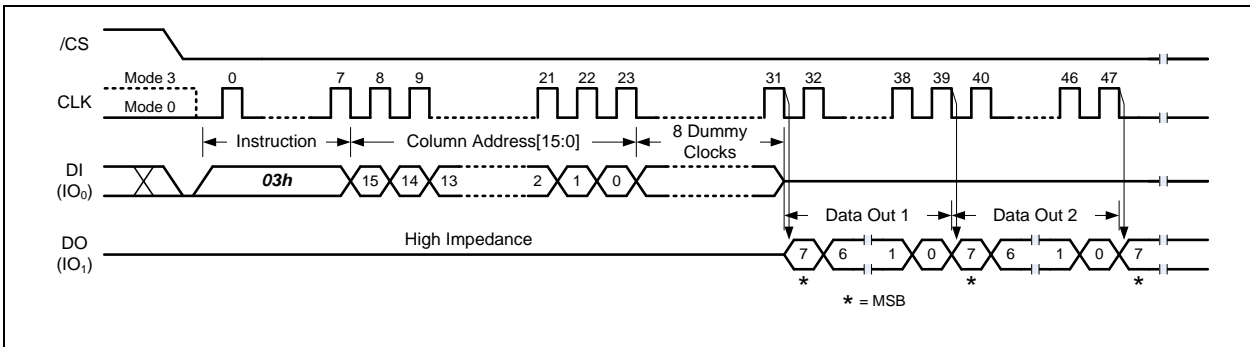 /CS
Mode 3 0 7 8 9 21 22 23 31 32 38 39 40 46 47
CLK Mode 0
Instruction Column Address[15:0] 8 Dummy Clocks
DI (IO0) 03h 15 14 13 2 1 0
Data Out 1 Data Out 2
DO (IO1) High Impedance 7 6 1 0 7 6 1 0 7
* * *
* = MSB